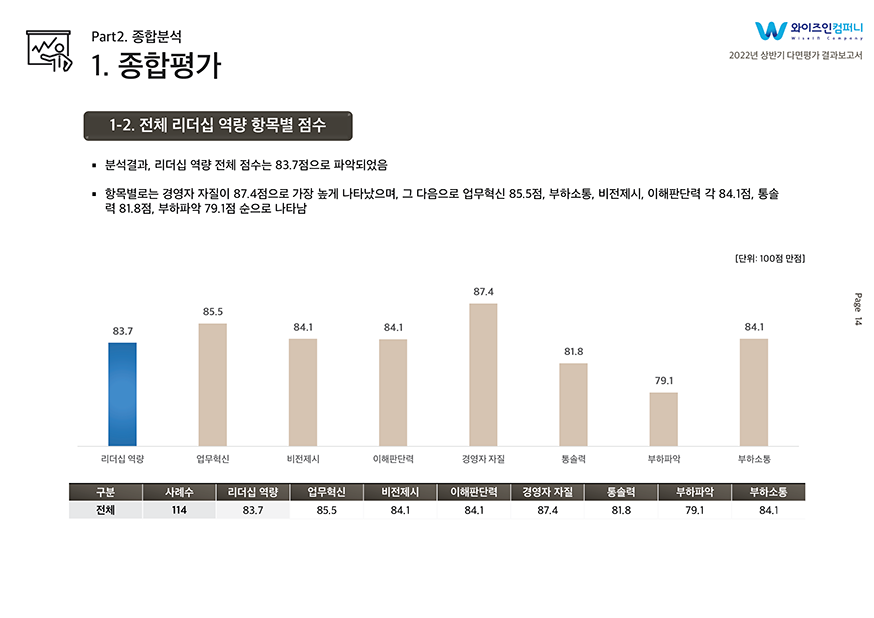 Part2. 종합분석
1. 종합평가
와이즈인컴퍼니
WiseIn Company
2022년 상반기 다면평가 결과보고서
1-2. 전체 리더십 역량 항목별 점수
▪ 분석결과, 리더십 역량 전체 점수는 83.7점으로 파악되었음
▪ 항목별로는 경영자 자질이 87.4점으로 가장 높게 나타났으며, 그 다음으로 업무혁신 85.5점, 부하소통, 비전제시, 이해판단력 각 84.1점, 통솔
력 81.8점, 부하파악 79.1점 순으로 나타남
[단위: 100점 만점]
83.7 85.5 84.1 84.1 87.4 81.8 79.1 84.1
리더십 역량 업무혁신 비전제시 이해판단력 경영자 자질 통솔력 부하파악 부하소통
구분 사례수 리더십 역량 업무혁신 비전제시 이해판단력 경영자 자질 통솔력 부하파악 부하소통
전체 114 83.7 85.5 84.1 84.1 87.4 81.8 79.1 84.1
Page 14